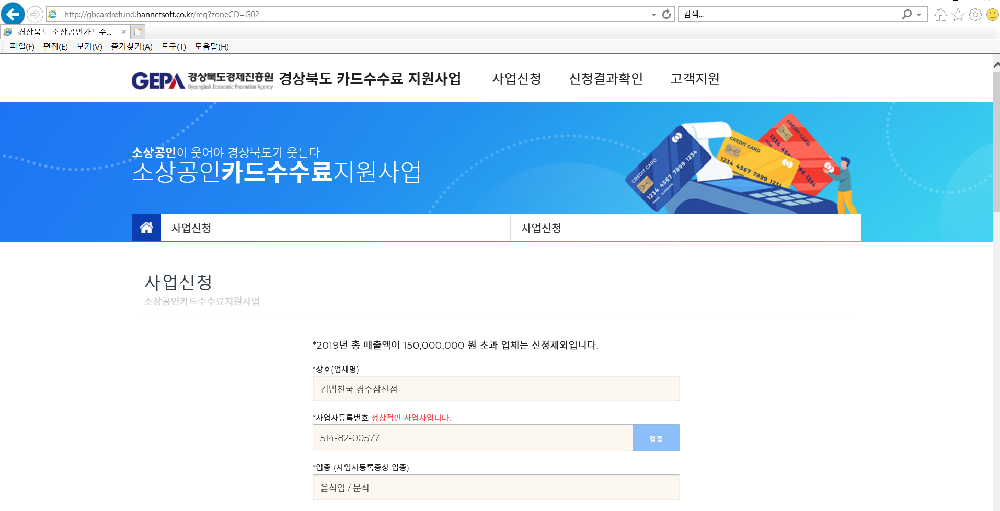 http://gbcardrefund.hannetsoft.co.kr/req?zoneCD=G02
검색...
경상북도 소상공인카드수...
파일(F) 편집(E) 보기(V) 즐겨찾기(A) 도구(T) 도움말(H)
GEPA 경상북도경제진흥원 경상북도 카드수수료 지원사업 사업신청 신청결과확인 고객지원
Gyeongbuk Economic Promotion Agency
소상공인이 웃어야 경상북도가 웃는다
소상공인카드수수료지원사업
CREDIT CARD
1234 4567 7899 1234
NAME SURNAME
CREDIT CARD
1234 4567 7899 1234
CREDIT CARD
1234
1234
사업신청 사업신청
사업신청
소상공인카드수수료지원사업
*2019년 총 매출액이 150,000,000 원 초과 업체는 신청제외입니다.
*상호(업체명)
김밥천국 경주삼산점
*사업자등록번호 정상적인 사업자입니다.
514-82-00577
검증
*업종 (사업자등록증상 업종)
음식업 / 분식